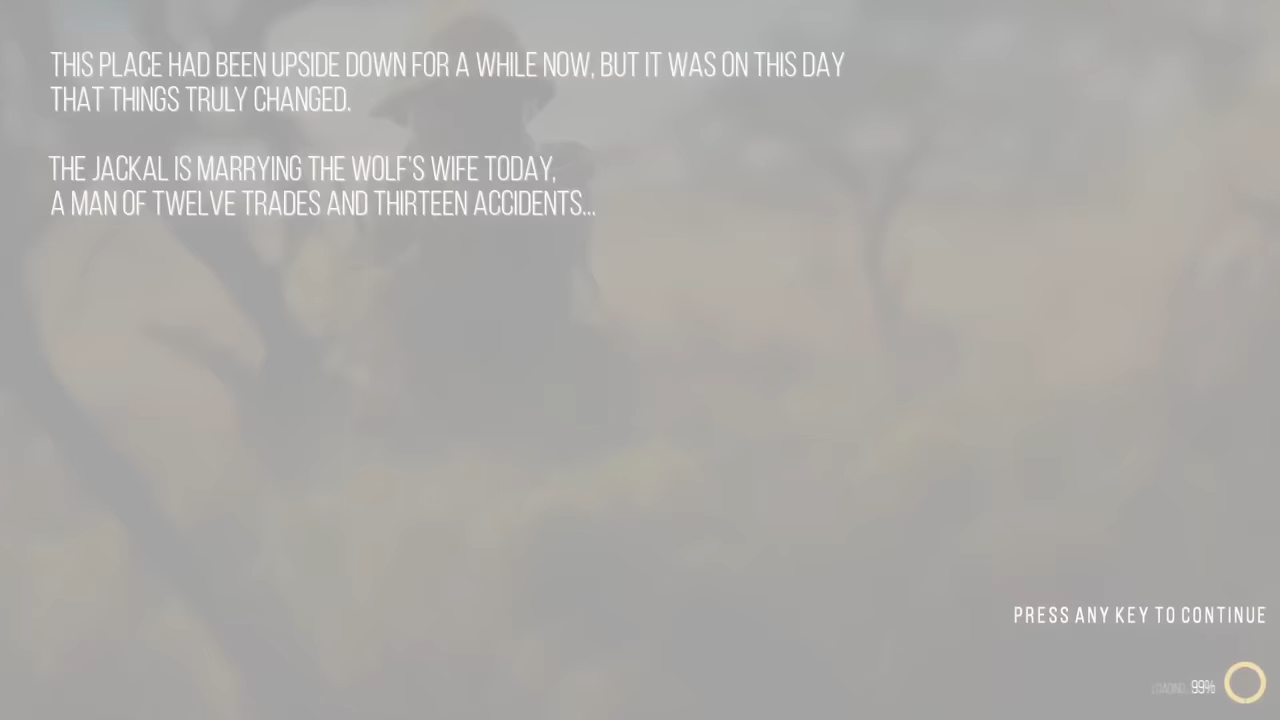 THIS PLACE HAD BEEN UPSIDE DOWN FOR A WHILE NOW, BUT IT WAS ON THIS DAY
THAT THINGS TRULY CHANGED.
THE JACKAL IS MARRYING THE WOLF'S WIFE TODAY,
A MAN OF TWELVE TRADES AND THIRTEEN ACCIDENTS...
PRESS ANY KEY TO CONTINUE
LOADING 99%